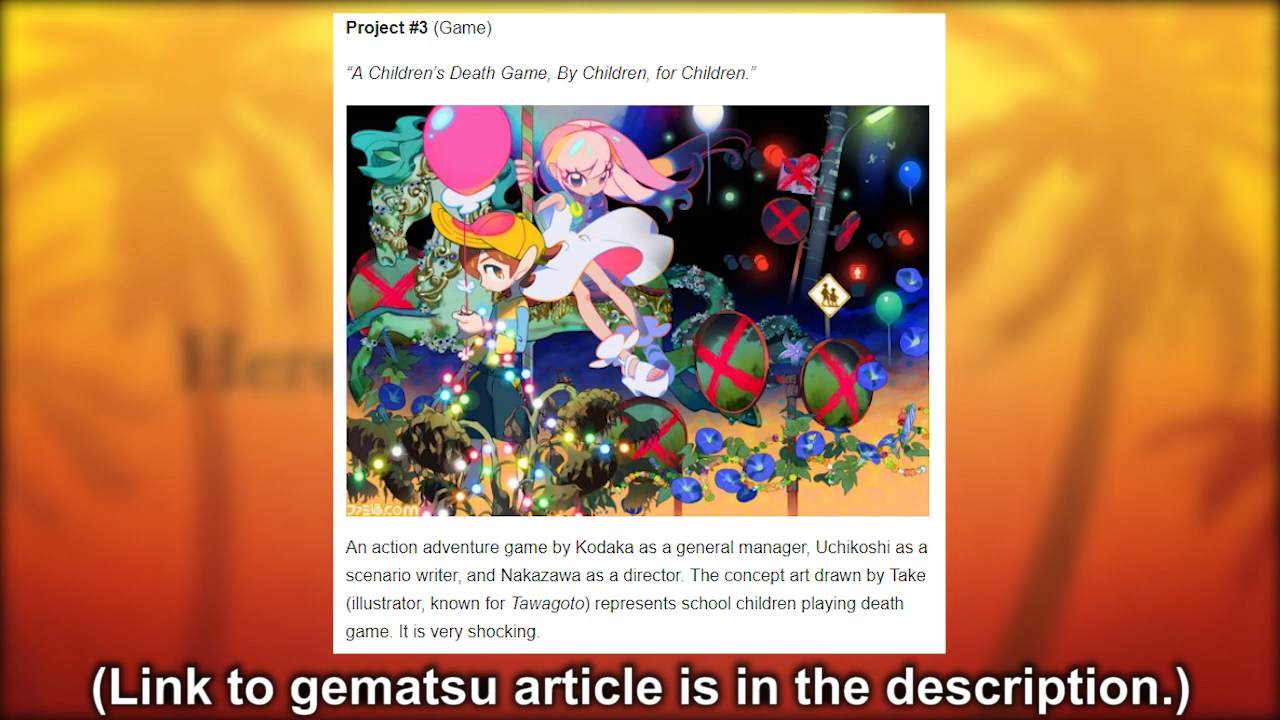 Project #3 (Game)
“A Children’s Death Game, By Children, for Children.”
ファミ通.com
An action adventure game by Kodaka as a general manager, Uchikoshi as a
scenario writer, and Nakazawa as a director. The concept art drawn by Take
(illustrator, known for Tawagoto) represents school children playing death
game. It is very shocking.
Here
(Link to gematsu article is in the description.)